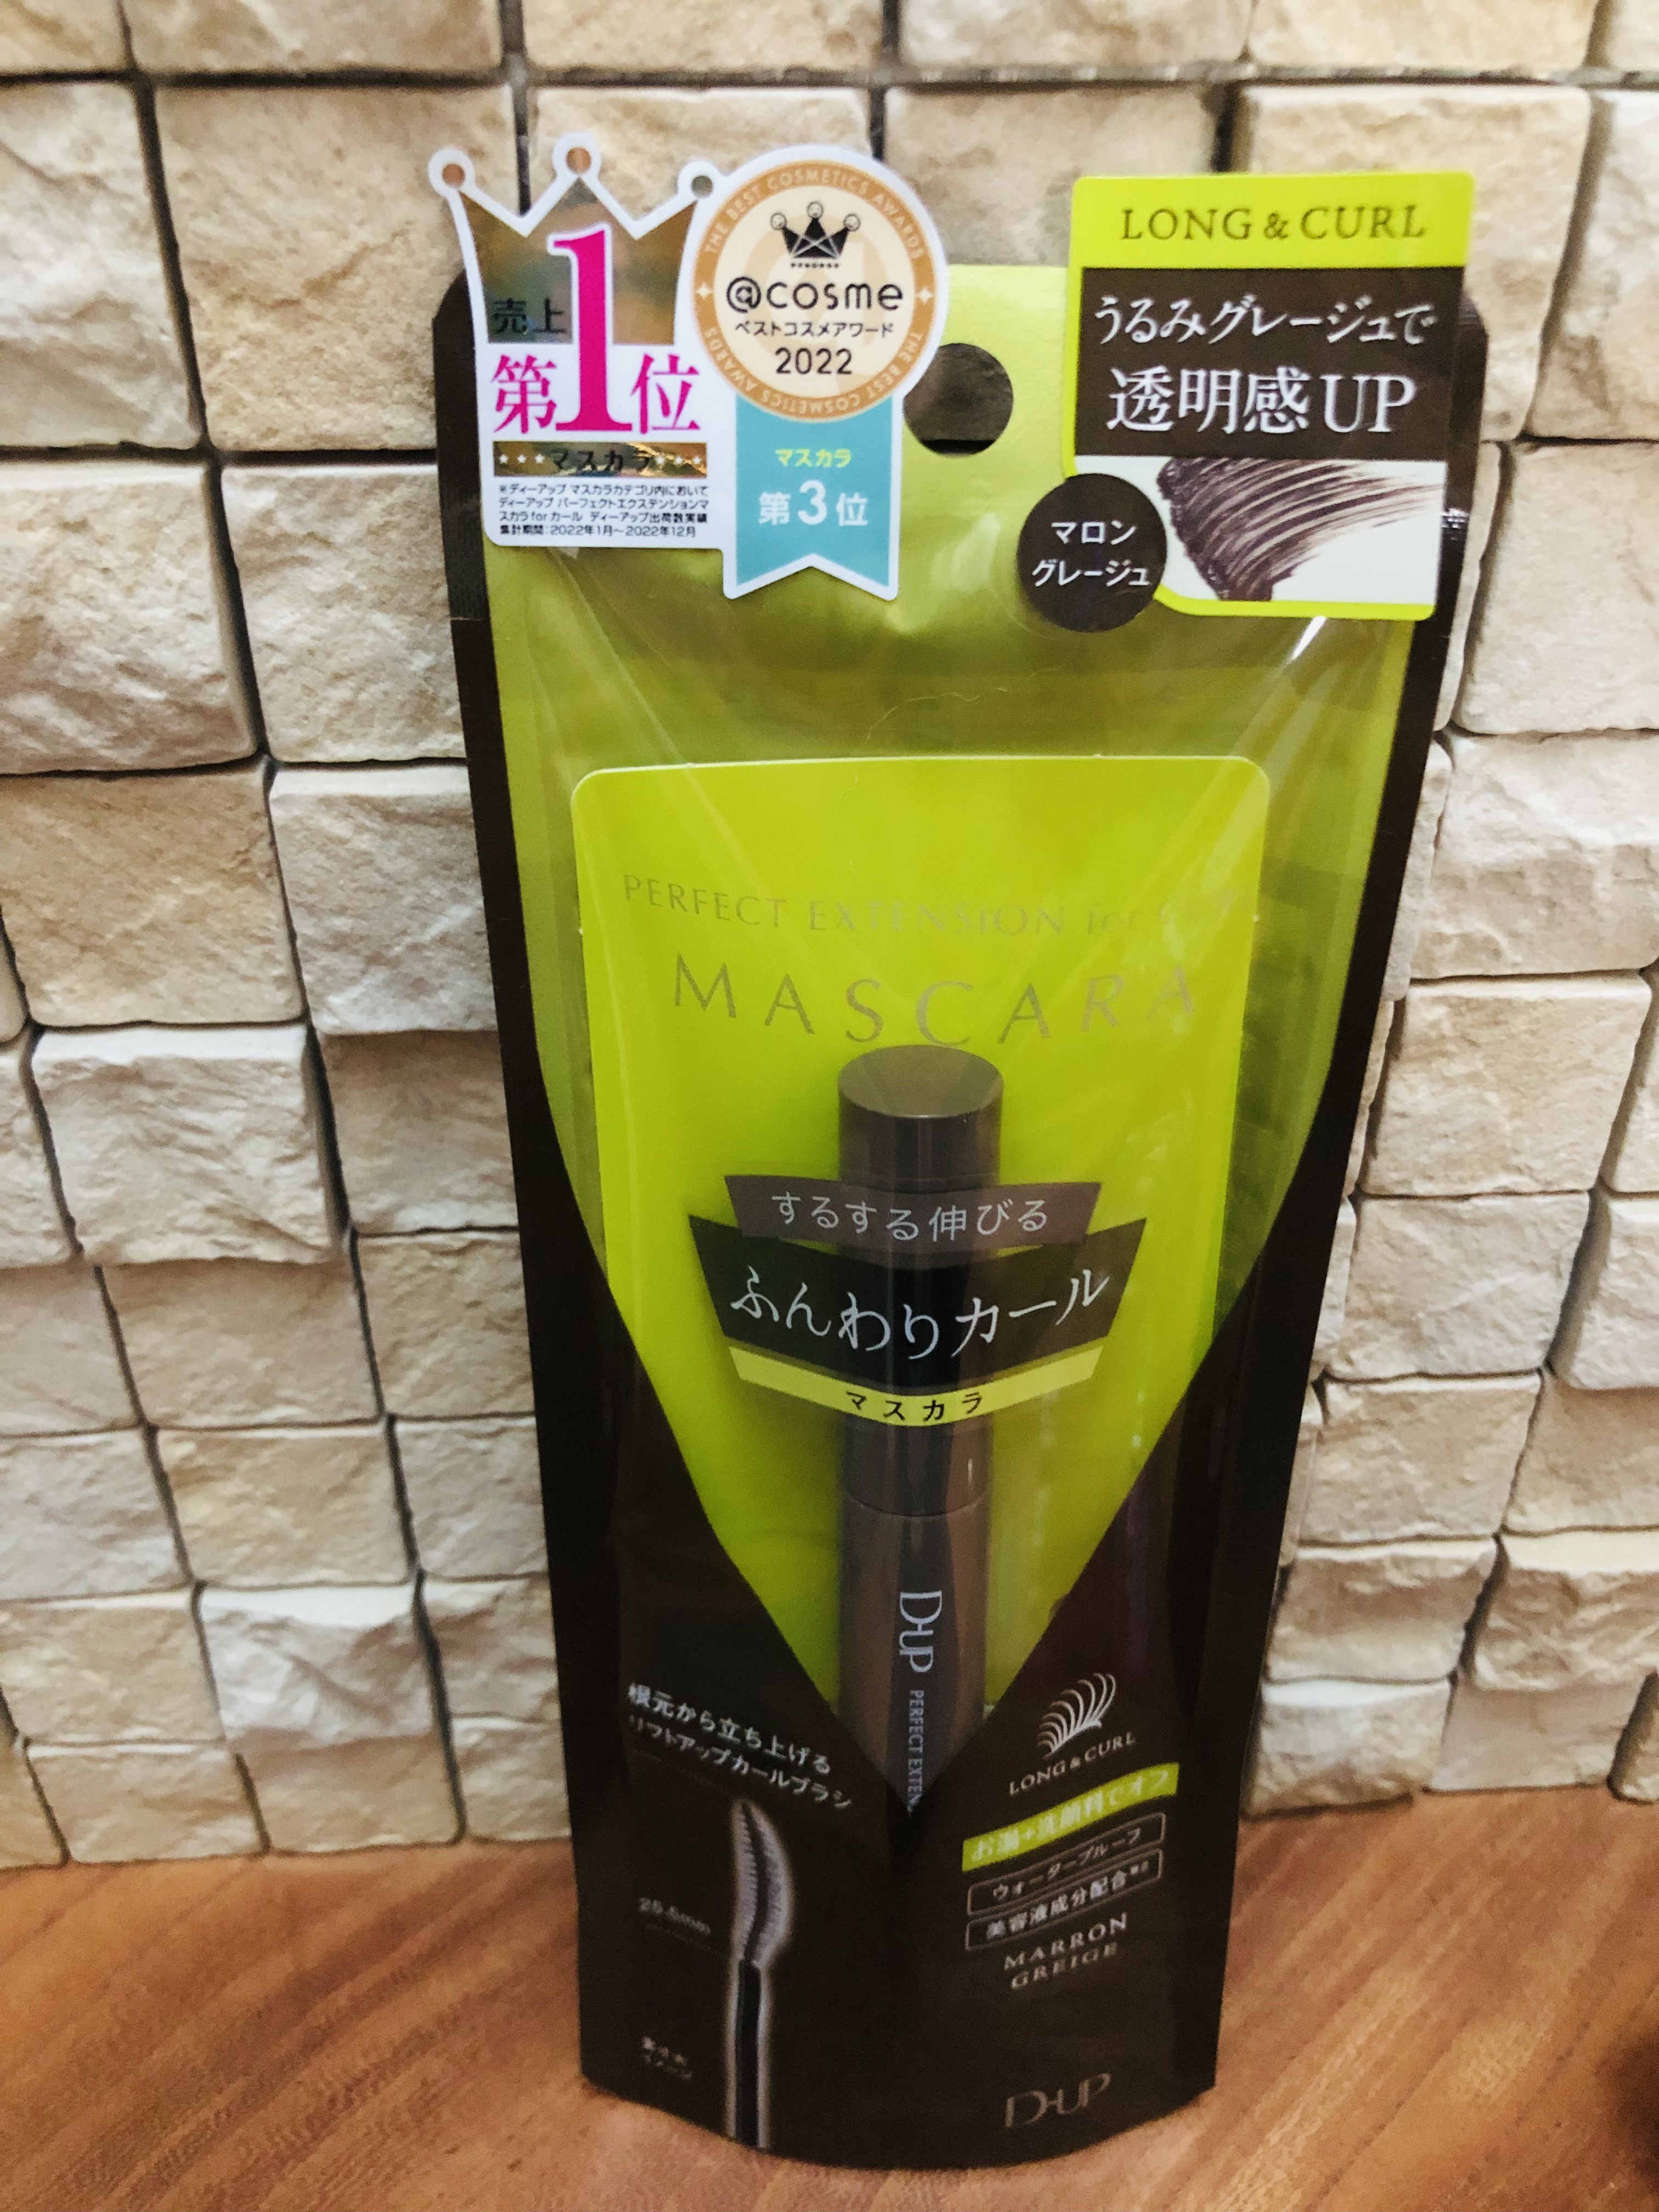 売上
第1位
マスカラ
※ディーアップ マスカラカテゴリ内において
ディーアップ パーフェクトエクステンションマ
スカラ for カール ディーアップ出荷数実績
集計期間:2022年1月〜2022年12月
THE BEST COSMETICS AWARDS
@cosme
ベストコスメアワード
2022
THE BEST COSMETICS AWARDS
マスカラ
第3位
LONG & CURL
うるみグレージュで
透明感UP
マロン
グレージュ
PERFECT EXTENSION for
MASCARA
するする伸びる
ふんわりカール
マスカラ
D-UP PERFECT EXTEN
根元から立ち上げる
リフトアップカールブラシ
25.5mm
LONG & CURL
お湯+洗顔料でオフ
ウォータープルーフ
美容液成分配合
MARRON
GREIGE
D-UP